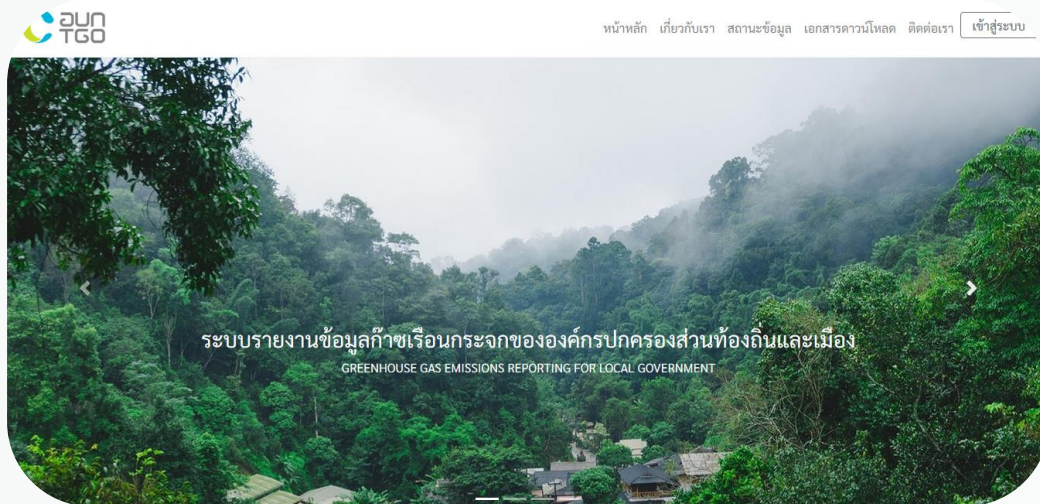 อบก
TGO
หน้าหลัก เกี่ยวกับเรา สถานะข้อมูล เอกสารดาวน์โหลด ติดต่อเรา เข้าสู่ระบบ
ระบบรายงานข้อมูลก๊าซเรือนกระจกขององค์กรปกครองส่วนท้องถิ่นและเมือง
GREENHOUSE GAS EMISSIONS REPORTING FOR LOCAL GOVERNMENT